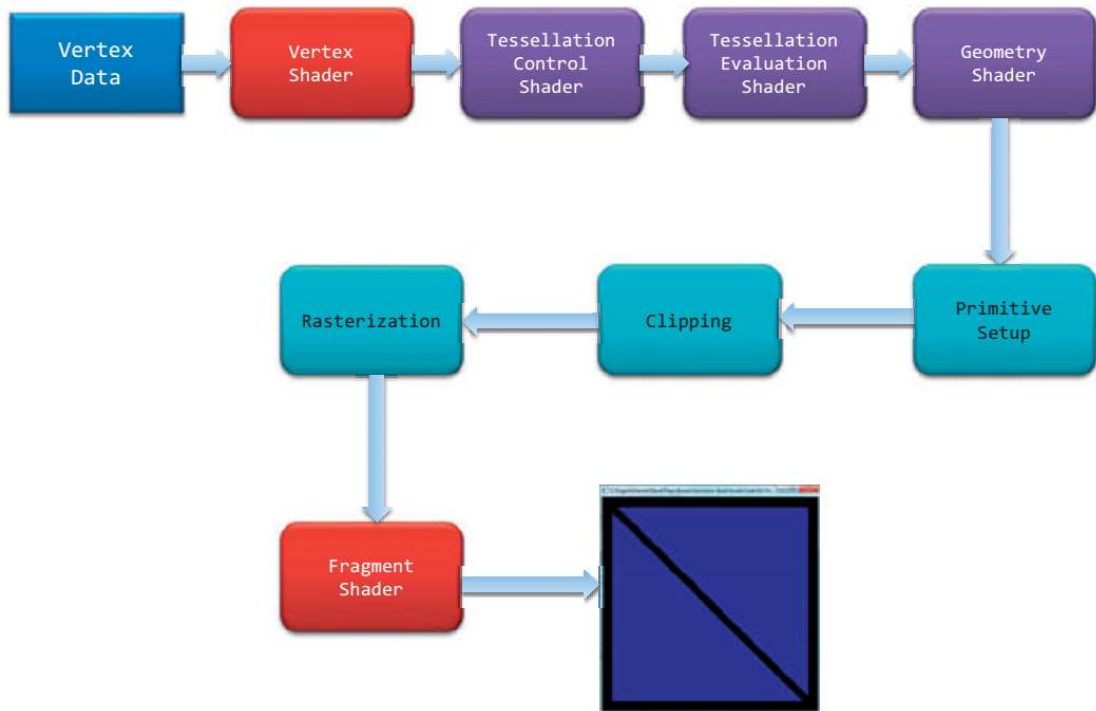 Vertex
Data
Vertex
Shader
Tessellation
Control
Shader
Tessellation
Evaluation
Shader
Geometry
Shader
Primitive
Setup
Clipping
Rasterization
Fragment
Shader